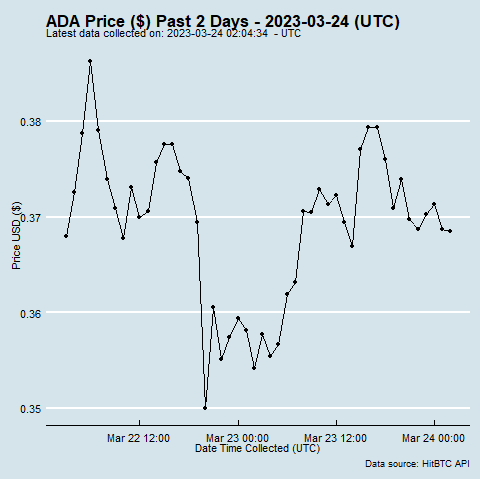 ADA Price ($) Past 2 Days - 2023-03-24 (UTC)
Latest data collected on: 2023-03-24 02:04:34  - UTC
0.38
0.37
0.36
0.35
Price USD ($)
Mar 22 12:00
Mar 23 00:00
Mar 23 12:00
Mar 24 00:00
Date Time Collected (UTC)
Data source: HitBTC API